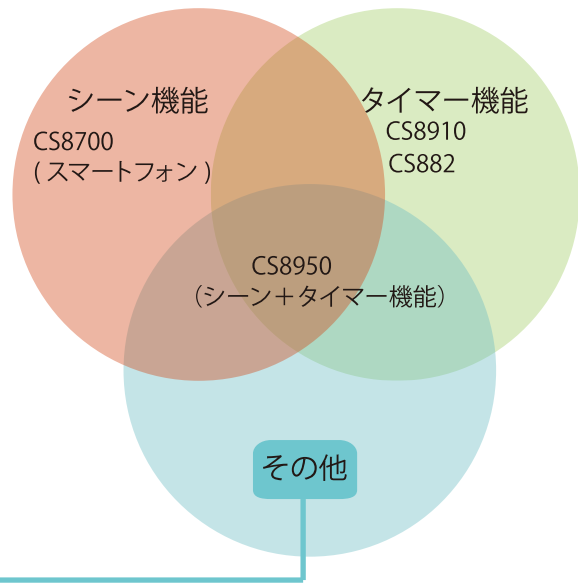 シーン機能
CS8700
(スマートフォン)
タイマー機能
CS8910
CS882
CS8950
（シーン＋タイマー機能）
その他